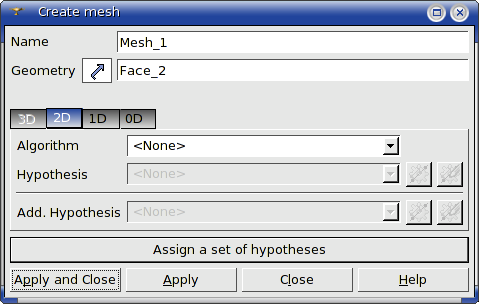 Create mesh
Name Mesh_1
Geometry Face_2
3D 2D 1D 0D
Algorithm <None>
Hypothesis <None>
Add. Hypothesis <None>
Assign a set of hypotheses
Apply and Close Apply Close Help